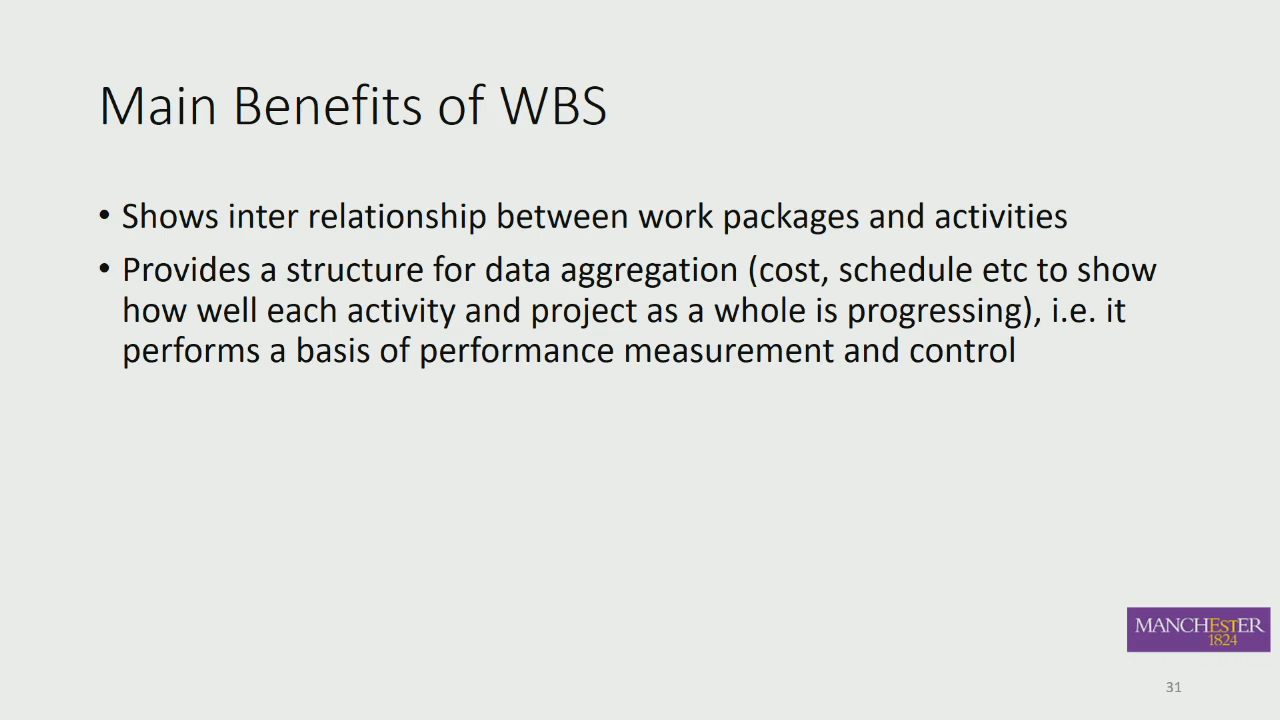 Main Benefits of WBS
• Shows inter relationship between work packages and activities
• Provides a structure for data aggregation (cost, schedule etc to show
how well each activity and project as a whole is progressing), i.e. it
performs a basis of performance measurement and control
MANCHESTER
1824
31